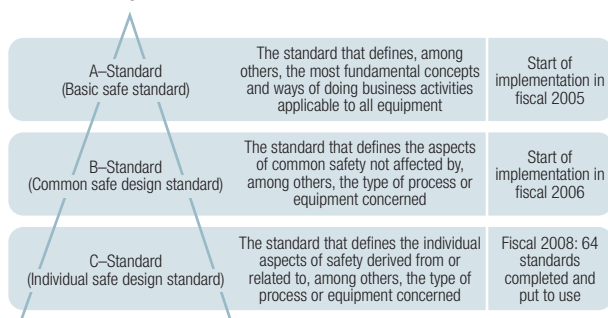 A–Standard
(Basic safe standard)
The standard that defines, among
others, the most fundamental concepts
and ways of doing business activities
applicable to all equipment
Start of
implementation in
fiscal 2005
B–Standard
(Common safe design standard)
The standard that defines the aspects
of common safety not affected by,
among others, the type of process or
equipment concerned
Start of
implementation in
fiscal 2006
C–Standard
(Individual safe design standard)
The standard that defines the individual
aspects of safety derived from or
related to, among others, the type of
process or equipment concerned
Fiscal 2008: 64
standards
completed and
put to use